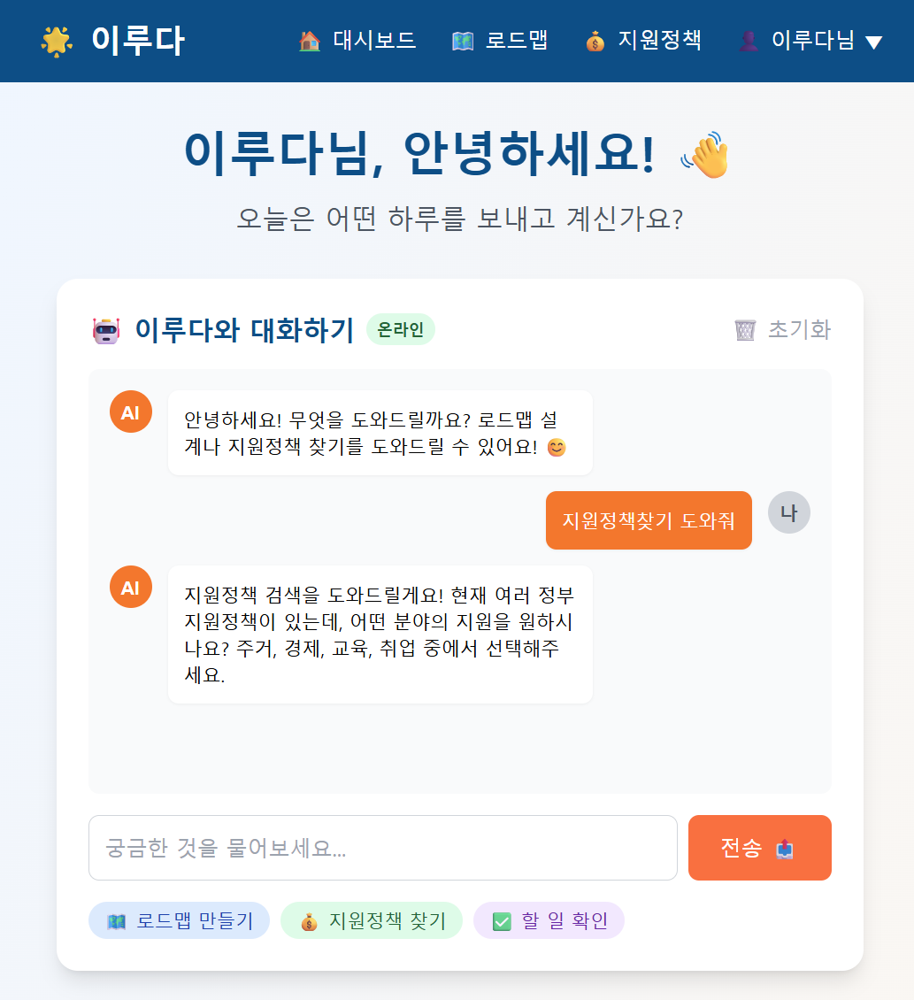 🌟 이루다 🏠 대시보드 🗺️ 로드맵 💰 지원정책 👤 이루다님 ▼
이루다님, 안녕하세요! 👋
오늘은 어떤 하루를 보내고 계신가요?
🤖 이루다와 대화하기 온라인 🗑️ 초기화
AI
안녕하세요! 무엇을 도와드릴까요? 로드맵 설
계나 지원정책 찾기를 도와드릴 수 있어요! 😊
지원정책찾기 도와줘
나
AI
지원정책 검색을 도와드릴게요! 현재 여러 정부
지원정책이 있는데, 어떤 분야의 지원을 원하시
나요? 주거, 경제, 교육, 취업 중에서 선택해주
세요.
궁금한 것을 물어보세요...
전송 📤
🗺️ 로드맵 만들기 💰 지원정책 찾기 ✅ 할 일 확인